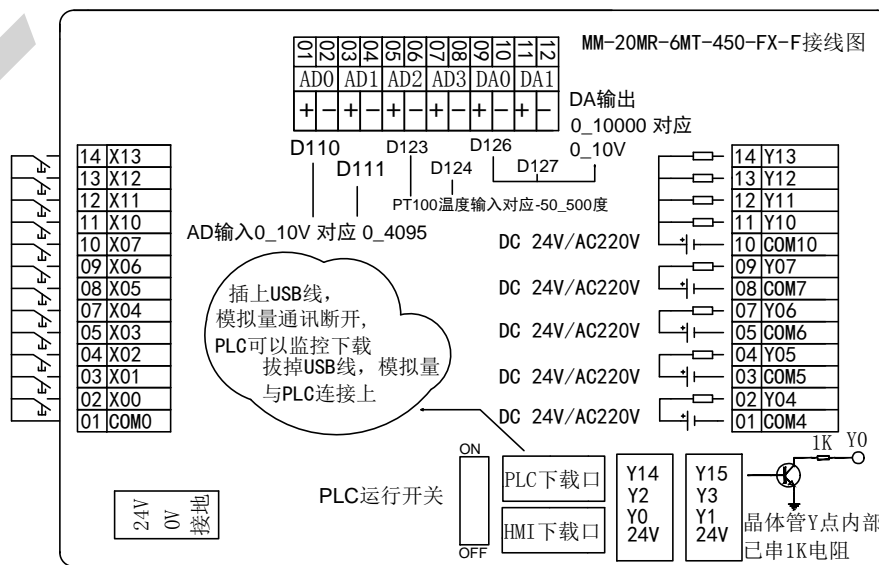 MM-20MR-6MT-450-FX-F接线图
01 02 03 04 05 06 07 08 09 10 11 12
AD0 AD1 AD2 AD3 DA0 DA1
+ − + − + − + − + − + −
DA输出
0_10000 对应
0_10V
D110 D111 D123 D124 D126 D127
PT100温度输入对应-50_500度
AD输入0_10V 对应 0_4095
14 X13
13 X12
12 X11
11 X10
10 X07
09 X06
08 X05
07 X04
05 X03
04 X02
03 X01
02 X00
01 COM0
插上USB线，
模拟量通讯断开,
PLC可以监控下载
拔掉USB线，模拟量
与PLC连接上
DC 24V/AC220V
DC 24V/AC220V
DC 24V/AC220V
DC 24V/AC220V
DC 24V/AC220V
14 Y13
13 Y12
12 Y11
11 Y10
10 COM10
09 Y07
08 COM7
07 Y06
05 COM6
04 Y05
03 COM5
02 Y04
01 COM4
24V
0V
接地
PLC运行开关
ON
OFF
PLC下载口
HMI下载口
Y14
Y2
Y0
24V
Y15
Y3
Y1
24V
1K Y0
晶体管Y点内部
已串1K电阻